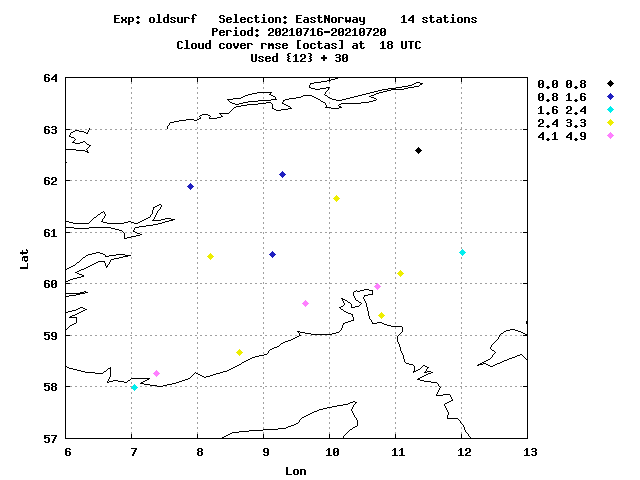 Exp: oldsurf   Selection: EastNorway     14 stations
Period: 20210716-20210720
Cloud cover rmse [octas] at  18 UTC
Used {12} + 30
0.0 0.8
0.8 1.6
1.6 2.4
2.4 3.3
4.1 4.9
64
63
62
61
60
59
58
57
Lat
6 7 8 9 10 11 12 13
Lon